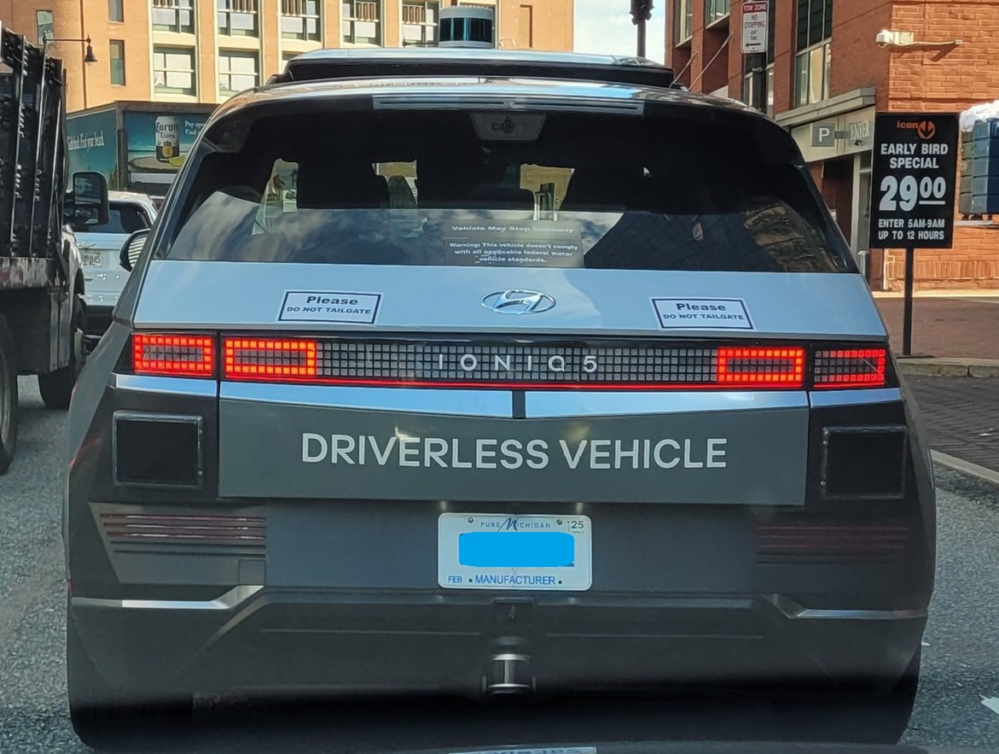 TOW ZONE
NO
STOPPING
ANY
TIME
Corona
Extra
P ENTER
icon
EARLY BIRD
SPECIAL
29.00
ENTER 5AM-9AM
UP TO 12 HOURS
Vehicle May Stop Suddenly
Warning: This vehicle doesn't comply
with all applicable federal motor
vehicle standards.
Please
DO NOT TAILGATE
Please
DO NOT TAILGATE
IONIQ 5
DRIVERLESS VEHICLE
PURE MICHIGAN 25
FEB MANUFACTURER